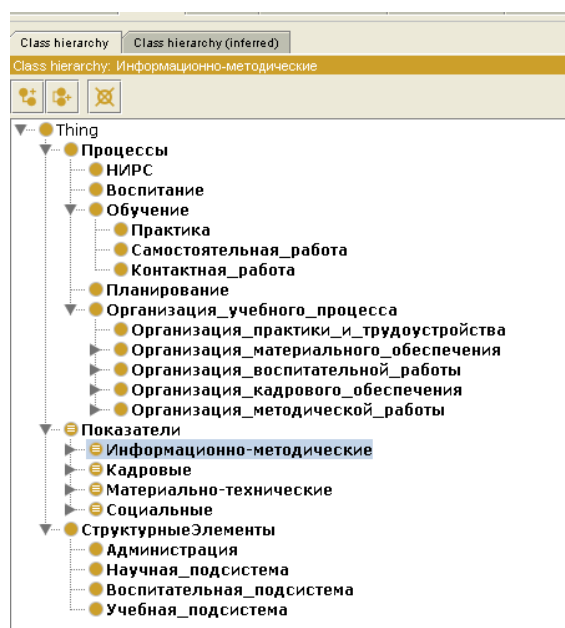 Class hierarchy Class hierarchy (inferred)
Class hierarchy: Информационно-методические
Thing
Процессы
НИРС
Воспитание
Обучение
Практика
Самостоятельная_работа
Контактная_работа
Планирование
Организация_учебного_процесса
Организация_практики_и_трудоустройства
Организация_материального_обеспечения
Организация_воспитательной_работы
Организация_кадрового_обеспечения
Организация_методической_работы
Показатели
Информационно-методические
Кадровые
Материально-технические
Социальные
СтруктурныеЭлементы
Администрация
Научная_подсистема
Воспитательная_подсистема
Учебная_подсистема